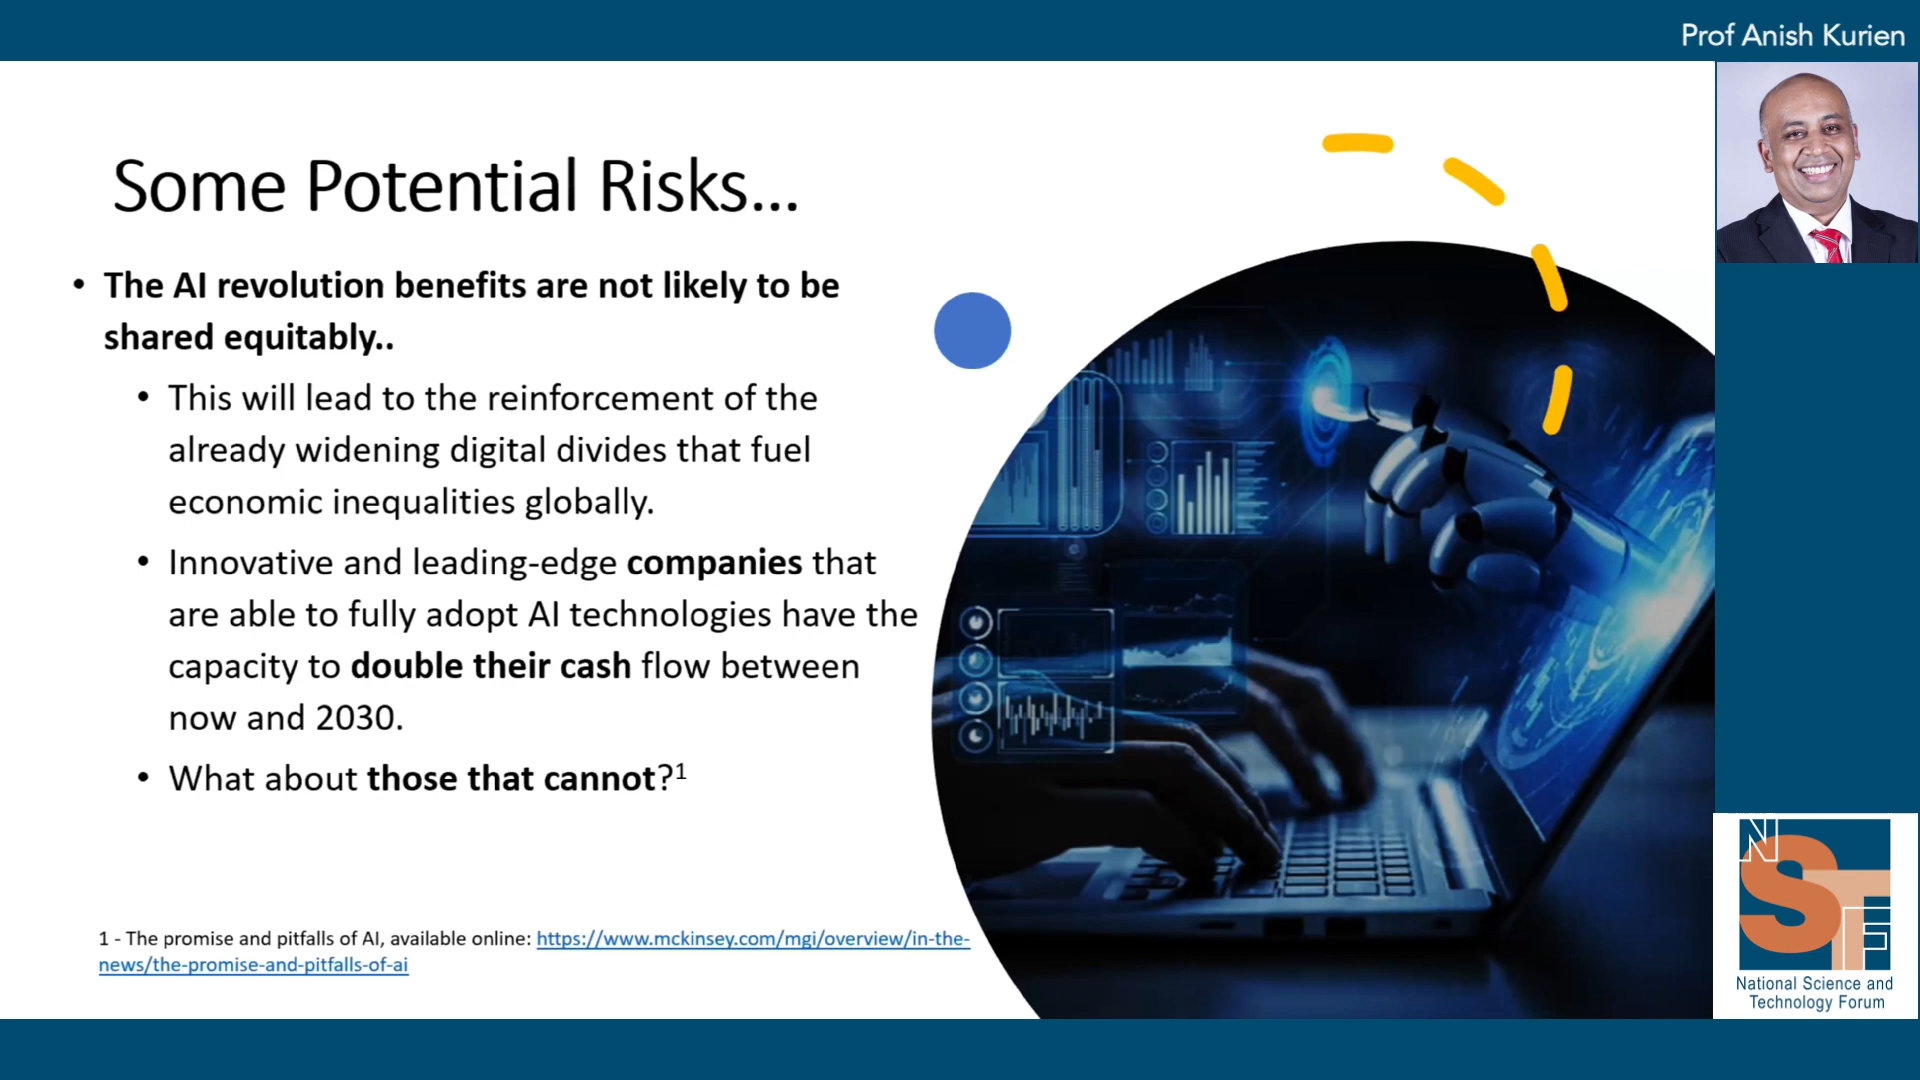 Prof Anish Kurien
Some Potential Risks...
• The AI revolution benefits are not likely to be
shared equitably..
• This will lead to the reinforcement of the
already widening digital divides that fuel
economic inequalities globally.
• Innovative and leading-edge companies that
are able to fully adopt AI technologies have the
capacity to double their cash flow between
now and 2030.
• What about those that cannot?¹
1 - The promise and pitfalls of AI, available online: https://www.mckinsey.com/mgi/overview/in-the-
news/the-promise-and-pitfalls-of-ai
NSTF
National Science and
Technology Forum